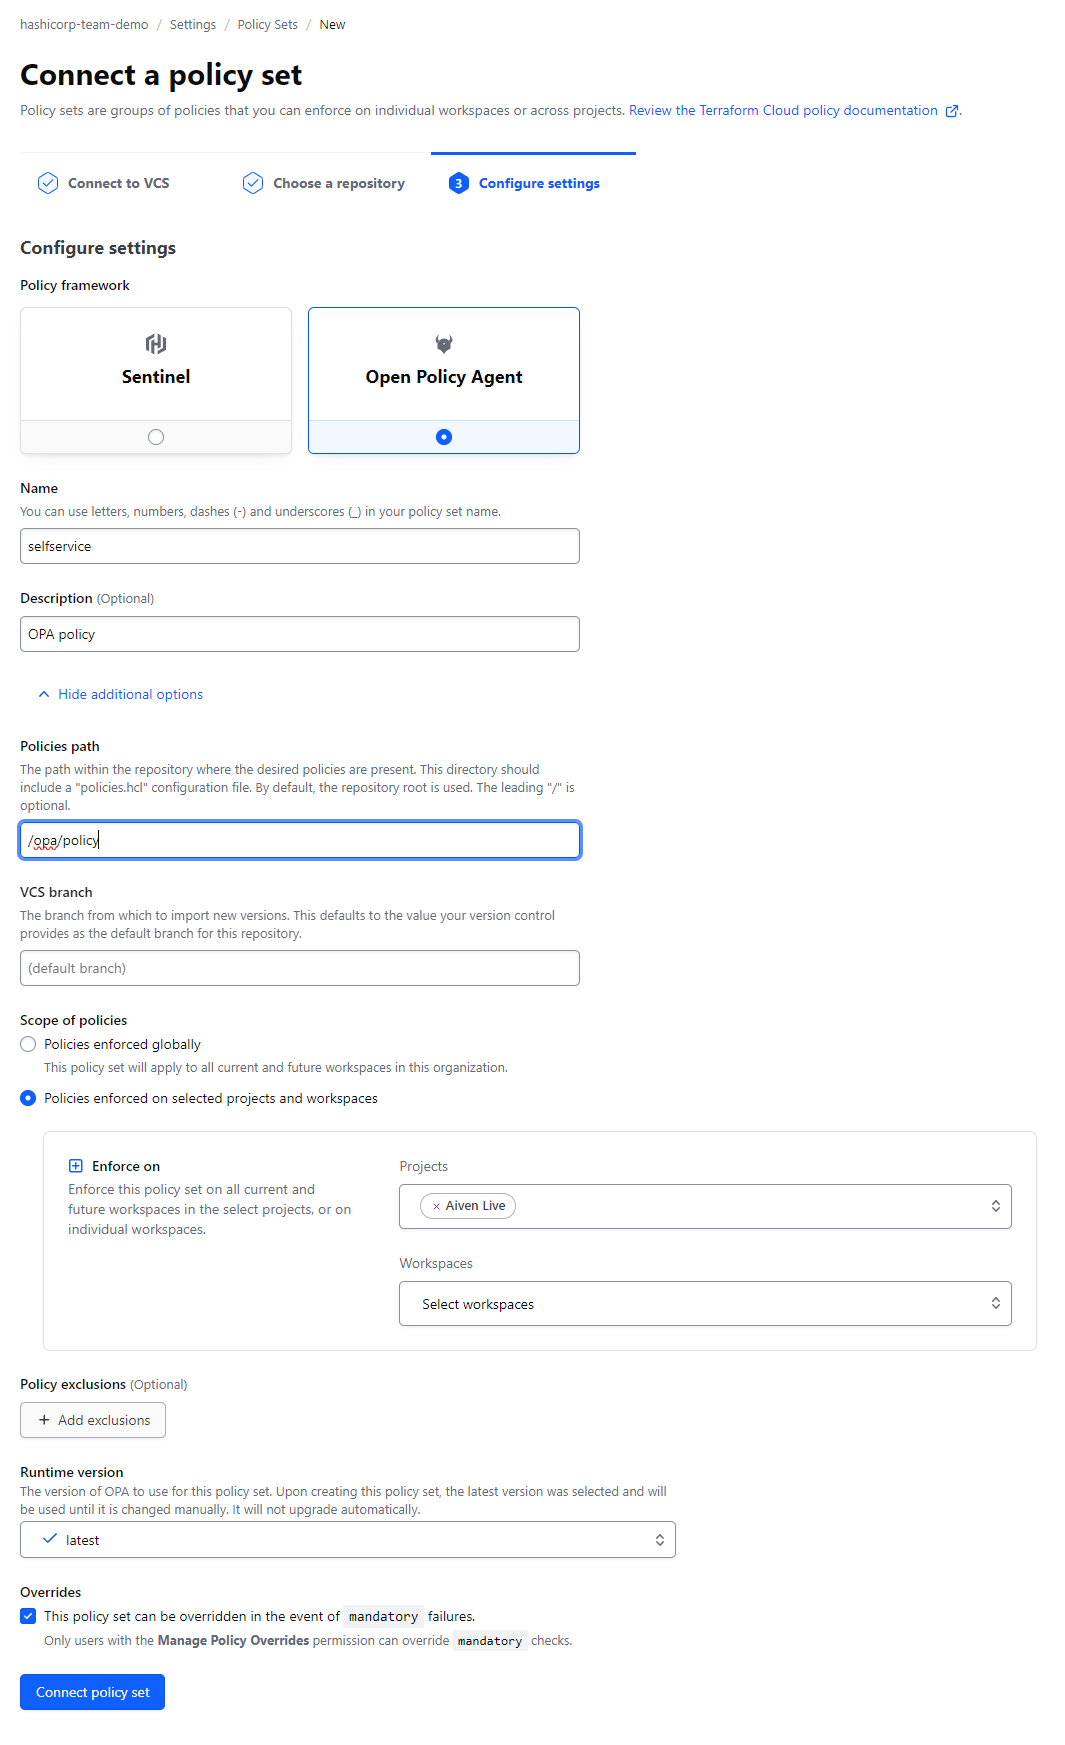 hashicorp-team-demo / Settings / Policy Sets / New
Connect a policy set
Policy sets are groups of policies that you can enforce on individual workspaces or across projects. Review the Terraform Cloud policy documentation .
Connect to VCS
Choose a repository
3 Configure settings
Configure settings
Policy framework
Sentinel
Open Policy Agent
Name
You can use letters, numbers, dashes (-) and underscores (_) in your policy set name.
selfservice
Description (Optional)
OPA policy
Hide additional options
Policies path
The path within the repository where the desired policies are present. This directory should
include a "policies.hcl" configuration file. By default, the repository root is used. The leading "/" is
optional.
/opa/policy
VCS branch
The branch from which to import new versions. This defaults to the value your version control
provides as the default branch for this repository.
(default branch)
Scope of policies
Policies enforced globally
This policy set will apply to all current and future workspaces in this organization.
Policies enforced on selected projects and workspaces
Enforce on
Enforce this policy set on all current and
future workspaces in the select projects, or on
individual workspaces.
Projects
× Aiven Live
Workspaces
Select workspaces
Policy exclusions (Optional)
+ Add exclusions
Runtime version
The version of OPA to use for this policy set. Upon creating this policy set, the latest version was selected and will
be used until it is changed manually. It will not upgrade automatically.
latest
Overrides
This policy set can be overridden in the event of mandatory failures.
Only users with the Manage Policy Overrides permission can override mandatory checks.
Connect policy set